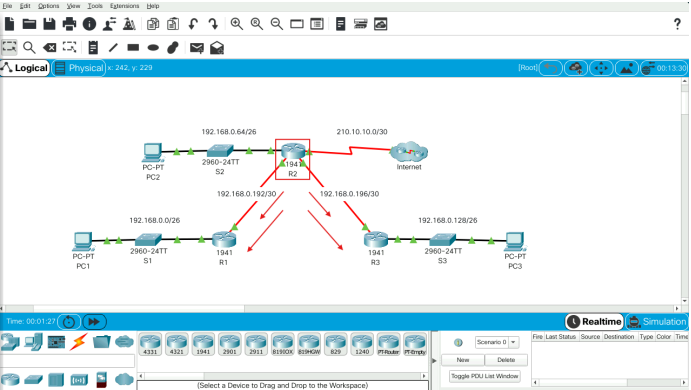 File Edit Options View Tools Extensions Help
?
Logical Physical x: 242, y: 229 [Root] 00:13:30
192.168.0.64/26 210.10.10.0/30
PC-PT
PC2
2960-24TT
S2
1941
R2
Internet
192.168.0.192/30 192.168.0.196/30
192.168.0.0/26 192.168.0.128/26
PC-PT
PC1
2960-24TT
S1
1941
R1
1941
R3
2960-24TT
S3
PC-PT
PC3
Time: 00:01:27 Realtime Simulation
4331 4321 1941 2901 2911 819IOX 819HGW 829 1240 PT-Router PT-Empty
Scenario 0
New Delete
Toggle PDU List Window
Fire Last Status Source Destination Type Color Time
(Select a Device to Drag and Drop to the Workspace)